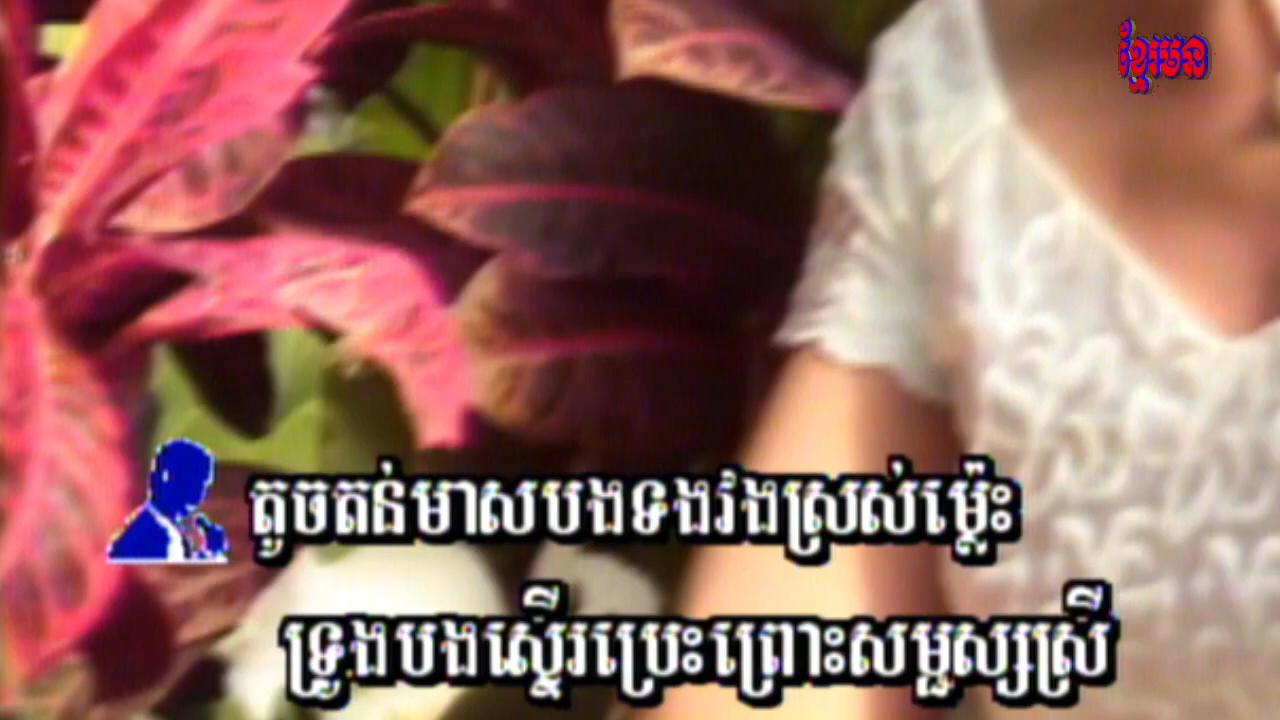 ខ្មែរមន
តូចតន់មាសបងទងរវងស្រស់ម្ល៉េះ
ទ្រូងបងស្ទើរប្រេះព្រោះសម្ផស្សស្រី